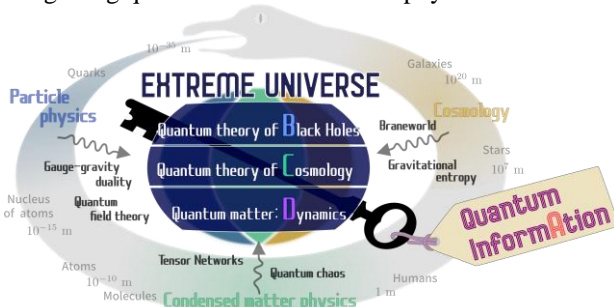 10⁻³⁵ m
Quarks
Galaxies
10²⁰ m
EXTREME UNIVERSE
Particle
physics
Cosmology
Quantum theory of Black Holes
Braneworld
Gauge-gravity
duality
Quantum theory of Cosmology
Gravitational
entropy
Stars
10⁷ m
Nucleus
of atoms
10⁻¹⁵ m
Quantum
field theory
Quantum matter: Dynamics
Quantum
InformAtion
Tensor Networks
Quantum chaos
Atoms
10⁻¹⁰ m
Molecules
Humans
1 m
Condensed matter physics